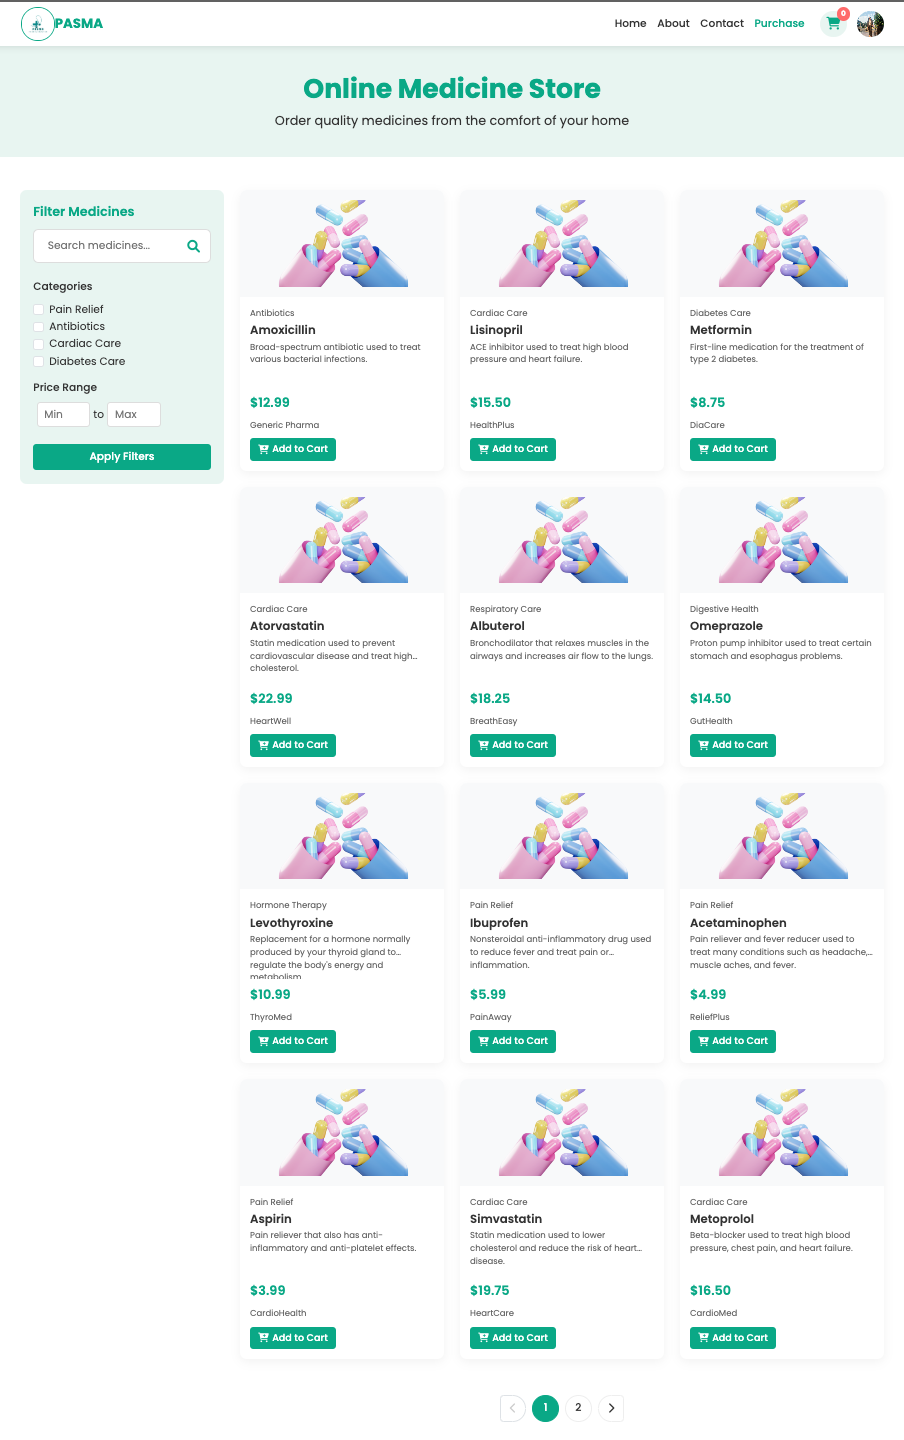 PASMA
Home About Contact Purchase
0
Online Medicine Store
Order quality medicines from the comfort of your home
Filter Medicines
Search medicines...
Categories
Pain Relief
Antibiotics
Cardiac Care
Diabetes Care
Price Range
Min to Max
Apply Filters
Antibiotics
Amoxicillin
Broad-spectrum antibiotic used to treat
various bacterial infections.
$12.99
Generic Pharma
Add to Cart
Cardiac Care
Lisinopril
ACE inhibitor used to treat high blood
pressure and heart failure.
$15.50
HealthPlus
Add to Cart
Diabetes Care
Metformin
First-line medication for the treatment of
type 2 diabetes.
$8.75
DiaCare
Add to Cart
Cardiac Care
Atorvastatin
Statin medication used to prevent
cardiovascular disease and treat high...
cholesterol.
$22.99
HeartWell
Add to Cart
Respiratory Care
Albuterol
Bronchodilator that relaxes muscles in the
airways and increases air flow to the lungs.
$18.25
BreathEasy
Add to Cart
Digestive Health
Omeprazole
Proton pump inhibitor used to treat certain
stomach and esophagus problems.
$14.50
GutHealth
Add to Cart
Hormone Therapy
Levothyroxine
Replacement for a hormone normally
produced by your thyroid gland to...
regulate the body's energy and
metabolism
$10.99
ThyroMed
Add to Cart
Pain Relief
Ibuprofen
Nonsteroidal anti-inflammatory drug used
to reduce fever and treat pain or...
inflammation.
$5.99
PainAway
Add to Cart
Pain Relief
Acetaminophen
Pain reliever and fever reducer used to
treat many conditions such as headache,...
muscle aches, and fever.
$4.99
ReliefPlus
Add to Cart
Pain Relief
Aspirin
Pain reliever that also has anti-
inflammatory and anti-platelet effects.
$3.99
CardioHealth
Add to Cart
Cardiac Care
Simvastatin
Statin medication used to lower
cholesterol and reduce the risk of heart...
disease.
$19.75
HeartCare
Add to Cart
Cardiac Care
Metoprolol
Beta-blocker used to treat high blood
pressure, chest pain, and heart failure.
$16.50
CardioMed
Add to Cart
1 2